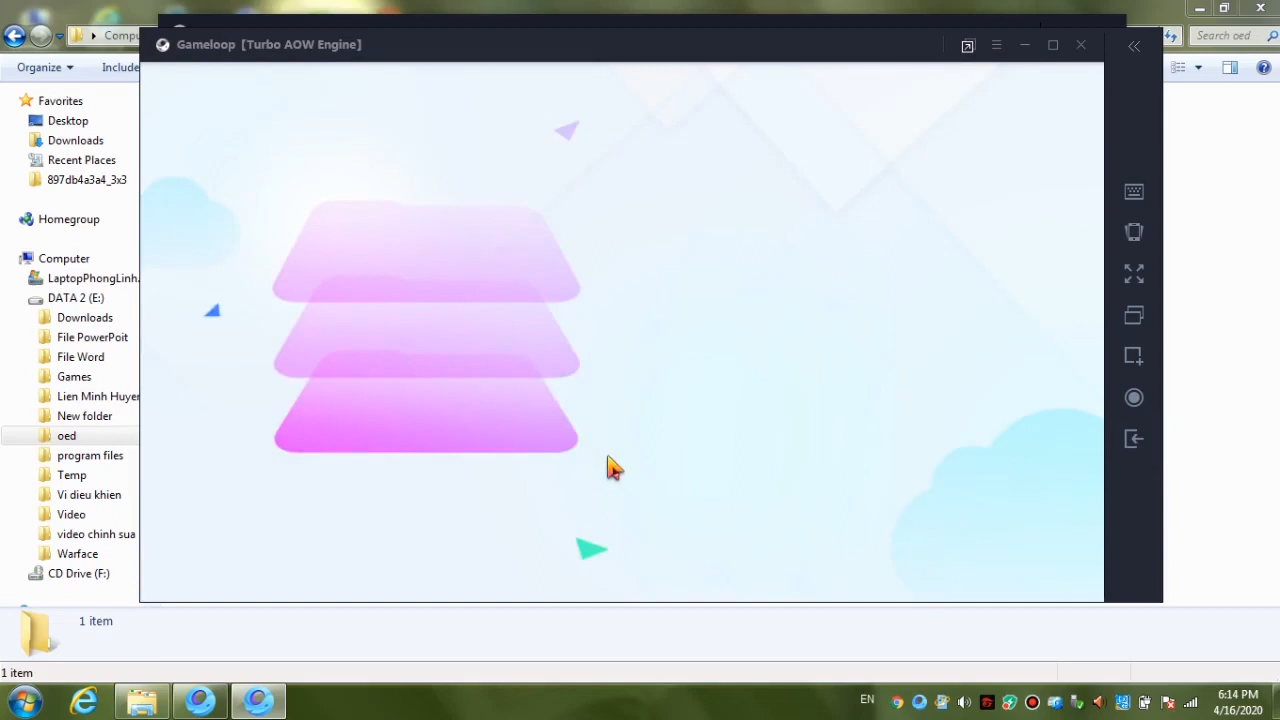 Gameloop [Turbo AOW Engine]
Compu
Search oed
Organize
Include
Favorites
Desktop
Downloads
Recent Places
897db4a3a4_3x3
Homegroup
Computer
LaptopPhongLinh.
DATA 2 (E:)
Downloads
File PowerPoit
File Word
Games
Lien Minh Huyen
New folder
oed
program files
Temp
Vi dieu khien
Video
video chinh sua
Warface
CD Drive (F:)
1 item
1 item
EN
6:14 PM
4/16/2020